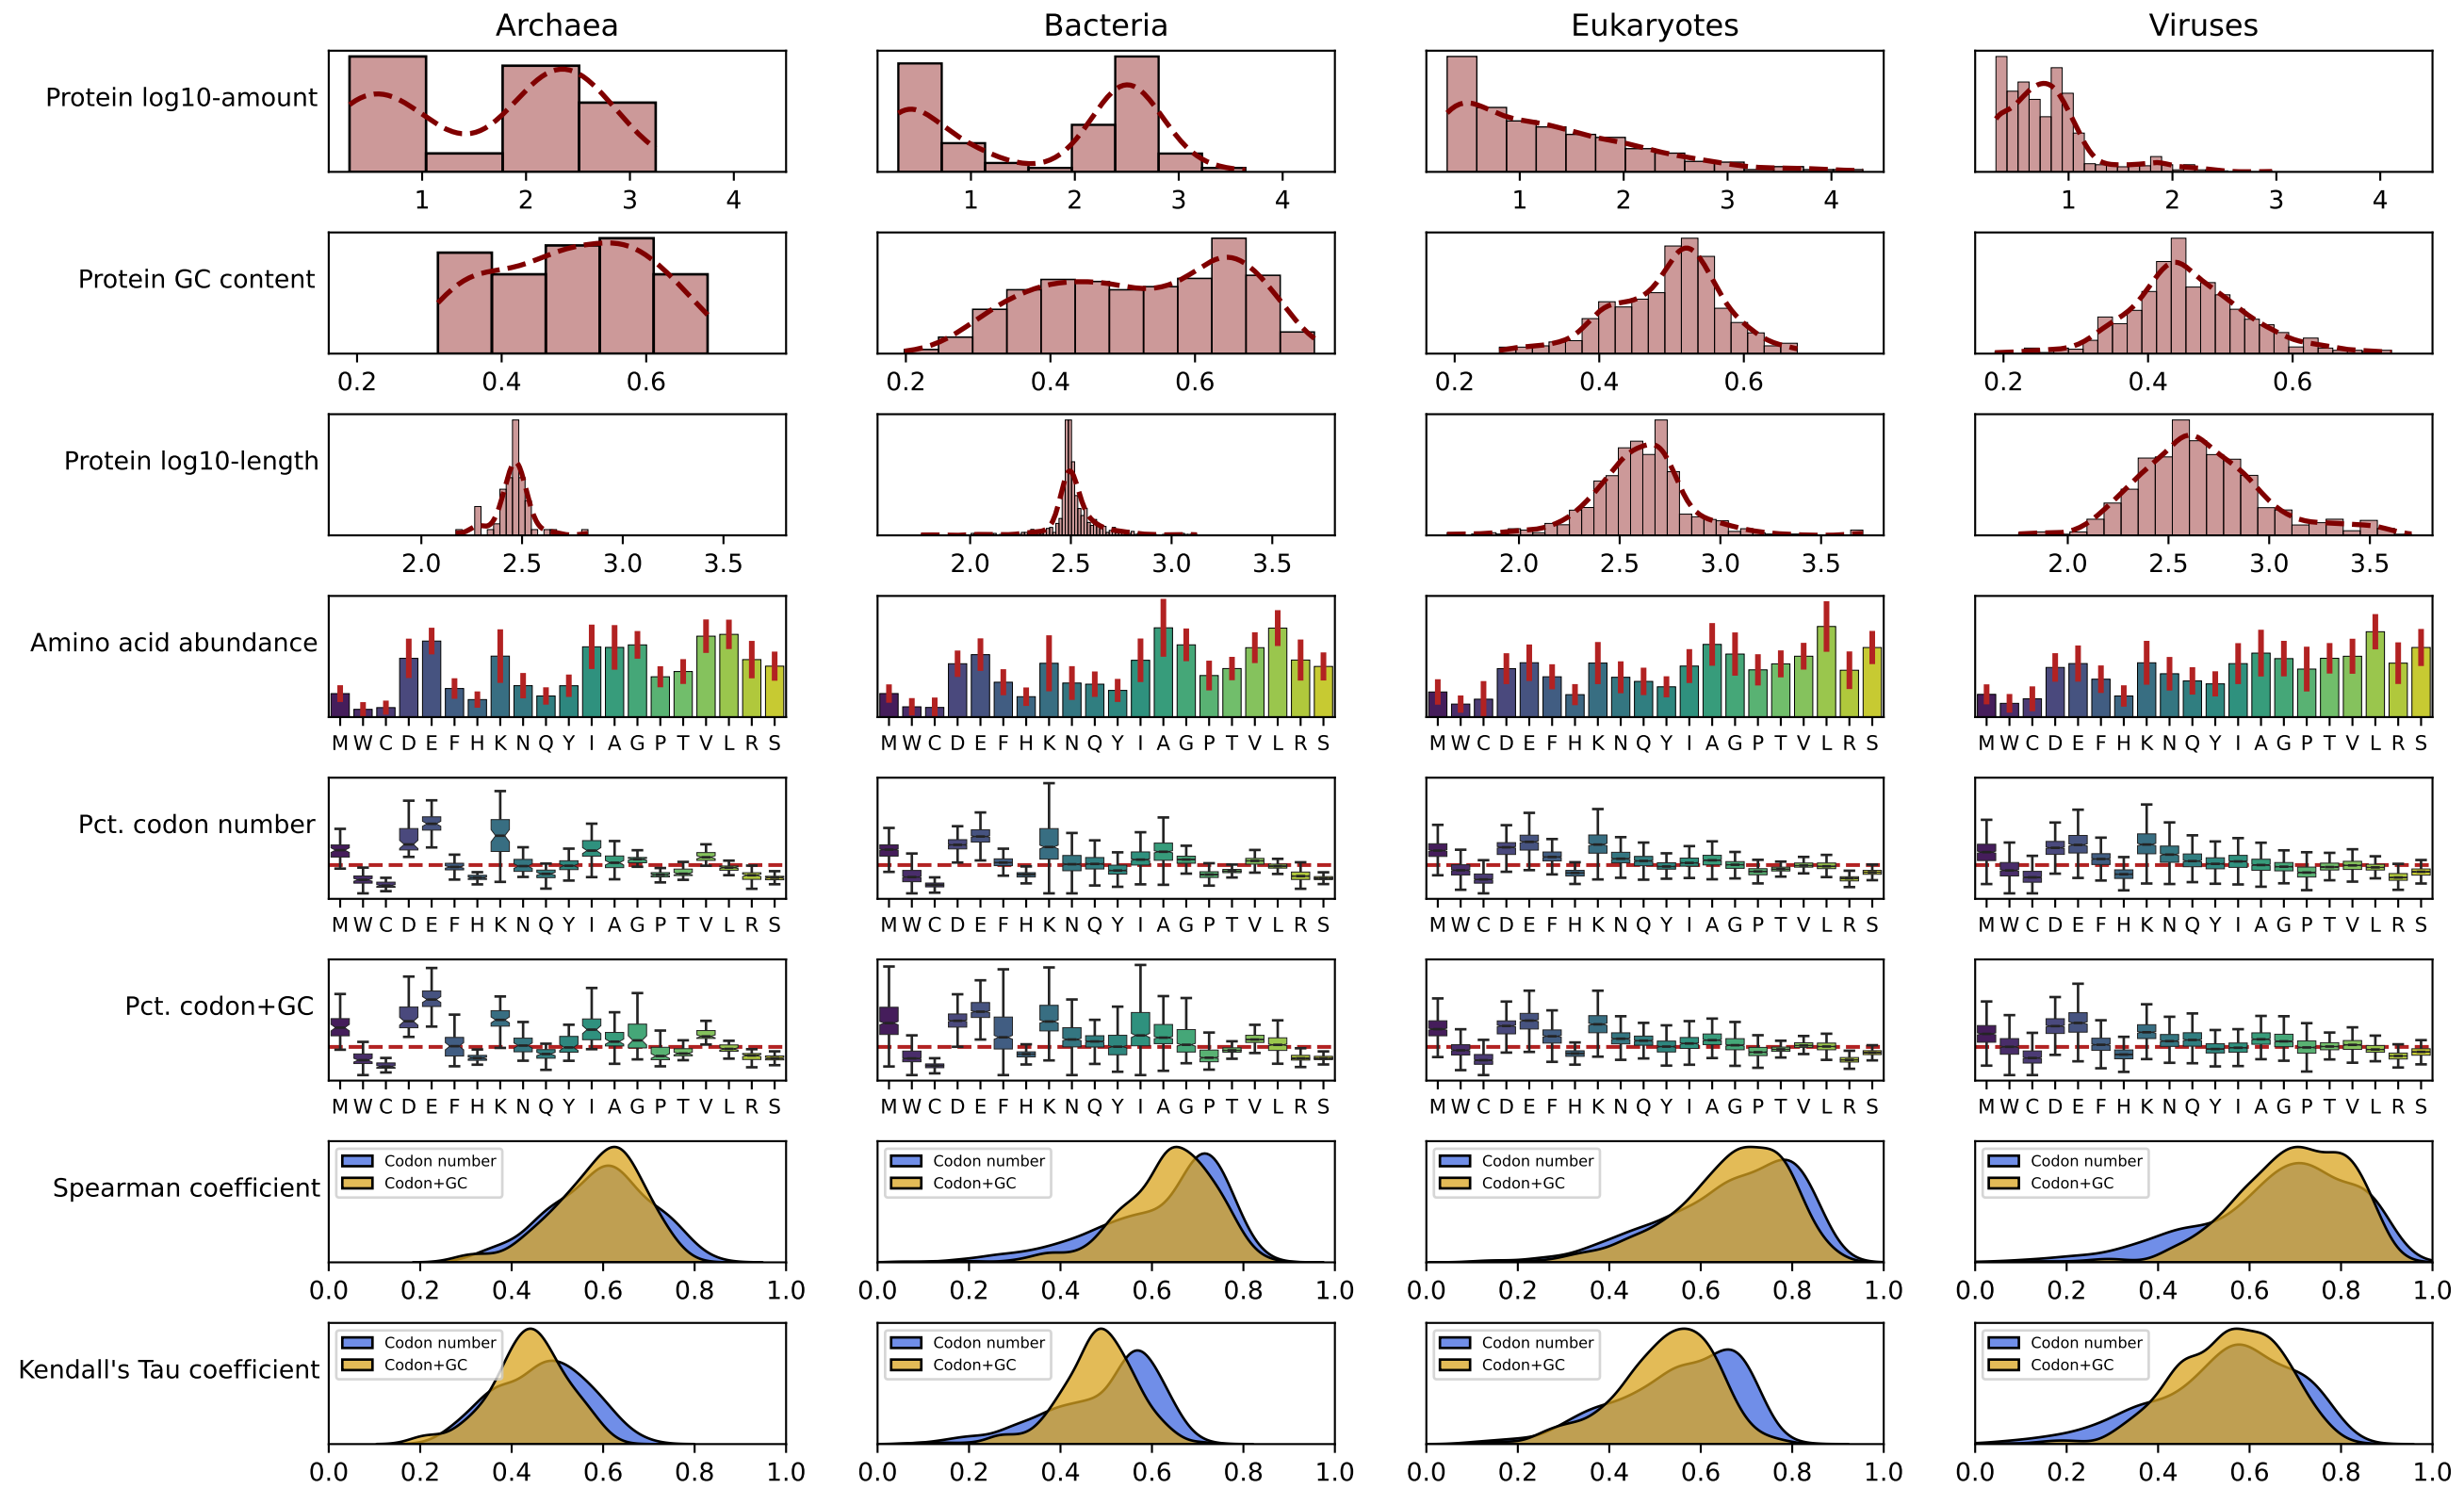 Archaea Bacteria Eukaryotes Viruses
Protein log10-amount
1 2 3 4 1 2 3 4 1 2 3 4 1 2 3 4
Protein GC content
0.2 0.4 0.6 0.2 0.4 0.6 0.2 0.4 0.6 0.2 0.4 0.6
Protein log10-length
2.0 2.5 3.0 3.5 2.0 2.5 3.0 3.5 2.0 2.5 3.0 3.5 2.0 2.5 3.0 3.5
Amino acid abundance
M W C D E F H K N Q Y I A G P T V L R S M W C D E F H K N Q Y I A G P T V L R S M W C D E F H K N Q Y I A G P T V L R S M W C D E F H K N Q Y I A G P T V L R S
Pct. codon number
M W C D E F H K N Q Y I A G P T V L R S M W C D E F H K N Q Y I A G P T V L R S M W C D E F H K N Q Y I A G P T V L R S M W C D E F H K N Q Y I A G P T V L R S
Pct. codon+GC
M W C D E F H K N Q Y I A G P T V L R S M W C D E F H K N Q Y I A G P T V L R S M W C D E F H K N Q Y I A G P T V L R S M W C D E F H K N Q Y I A G P T V L R S
Codon number Codon number Codon number Codon number
Codon+GC Codon+GC Codon+GC Codon+GC
Spearman coefficient
0.0 0.2 0.4 0.6 0.8 1.0 0.0 0.2 0.4 0.6 0.8 1.0 0.0 0.2 0.4 0.6 0.8 1.0 0.0 0.2 0.4 0.6 0.8 1.0
Codon number Codon number Codon number Codon number
Codon+GC Codon+GC Codon+GC Codon+GC
Kendall's Tau coefficient
0.0 0.2 0.4 0.6 0.8 1.0 0.0 0.2 0.4 0.6 0.8 1.0 0.0 0.2 0.4 0.6 0.8 1.0 0.0 0.2 0.4 0.6 0.8 1.0